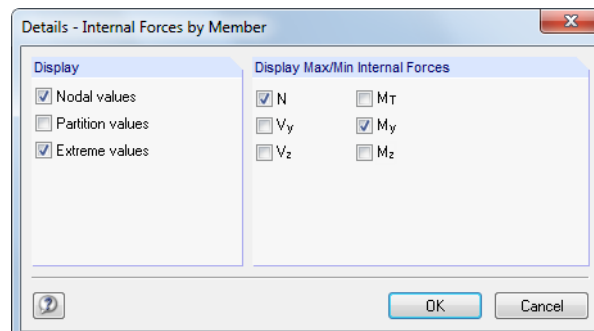 Details - Internal Forces by Member
Display
Nodal values
Partition values
Extreme values
Display Max/Min Internal Forces
N
MT
Vy
My
Vz
Mz
OK
Cancel